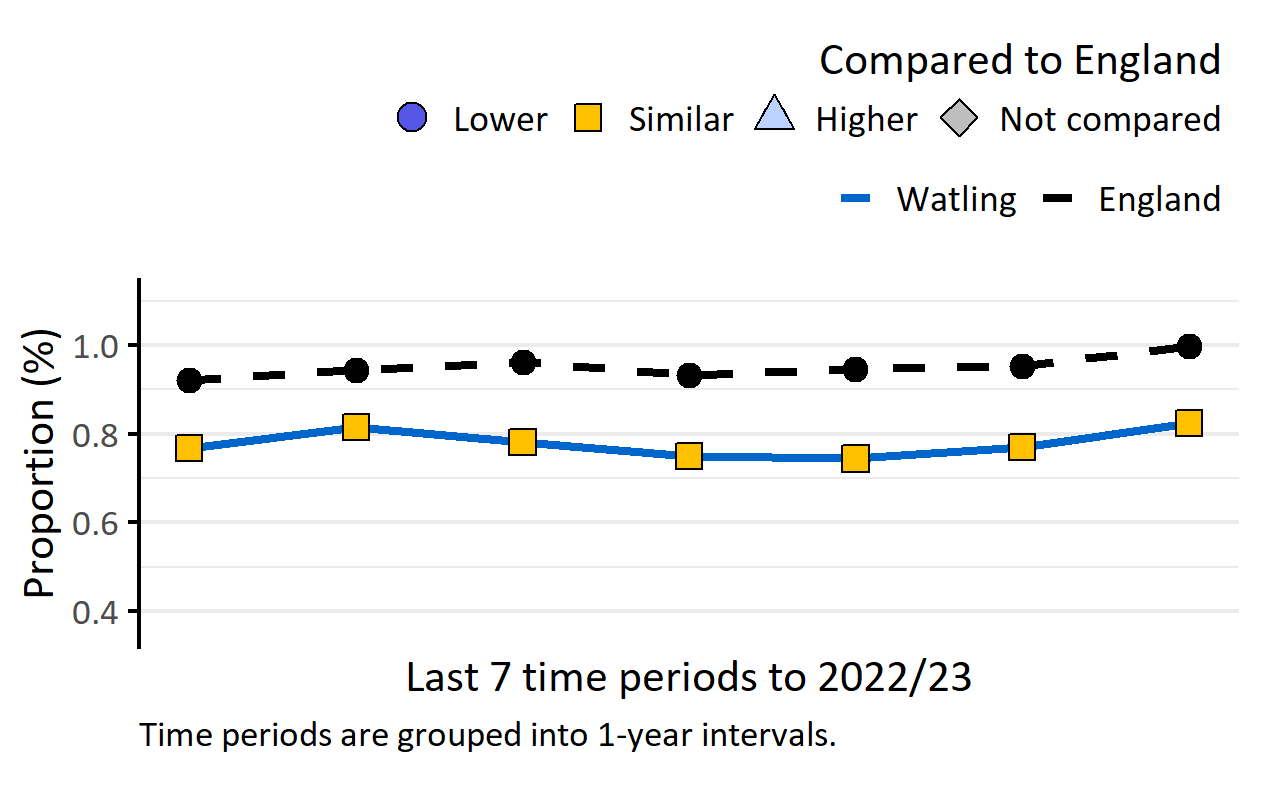 Compared to England
Lower Similar Higher Not compared
Watling England
Proportion (%)
1.0
0.8
0.6
0.4
Last 7 time periods to 2022/23
Time periods are grouped into 1-year intervals.